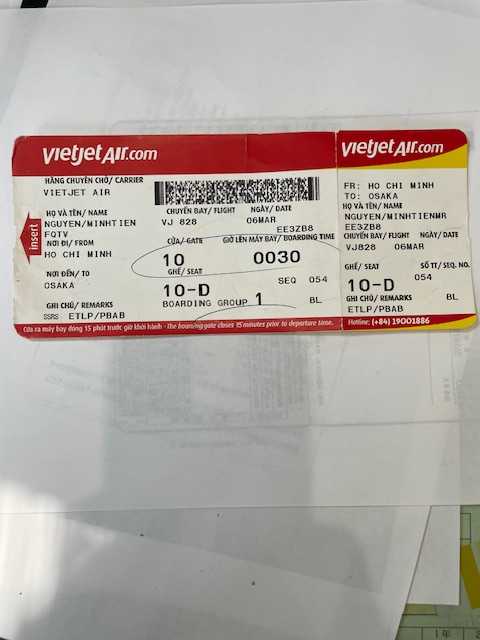 vietjetAir.com
HÃNG CHUYÊN CHỞ/ CARRIER
VIETJET AIR
HỌ VÀ TÊN/ NAME
NGUYEN/MINHTIEN
FQTV
NƠI ĐI/ FROM
HO CHI MINH
NƠI ĐẾN/ TO
OSAKA
GHI CHÚ/ REMARKS
SSRS ETLP/PBAB
insert
CHUYẾN BAY/ FLIGHT NGÀY/ DATE
VJ 828 06MAR
EE3ZB8
CỬA/ GATE GIỜ LÊN MÁY BAY/ BOARDING TIME
10 0030
GHẾ/ SEAT SEQ 054
10-D
BOARDING GROUP 1 BL
Cửa ra máy bay đóng 15 phút trước giờ khởi hành - The boarding gate closes 15 minutes prior to departure time.
vietjetAir.com
FR: HO CHI MINH
TO: OSAKA
HỌ VÀ TÊN/ NAME
NGUYEN/MINHTIENMR
EE3ZB8
CHUYẾN BAY/ FLIGHT NGÀY/ DATE
VJ828 06MAR
GHẾ/ SEAT SỐ TT/ SEQ. NO.
10-D 054
GHI CHÚ/ REMARKS BL
ETLP/PBAB
Hotline: (+84) 19001886